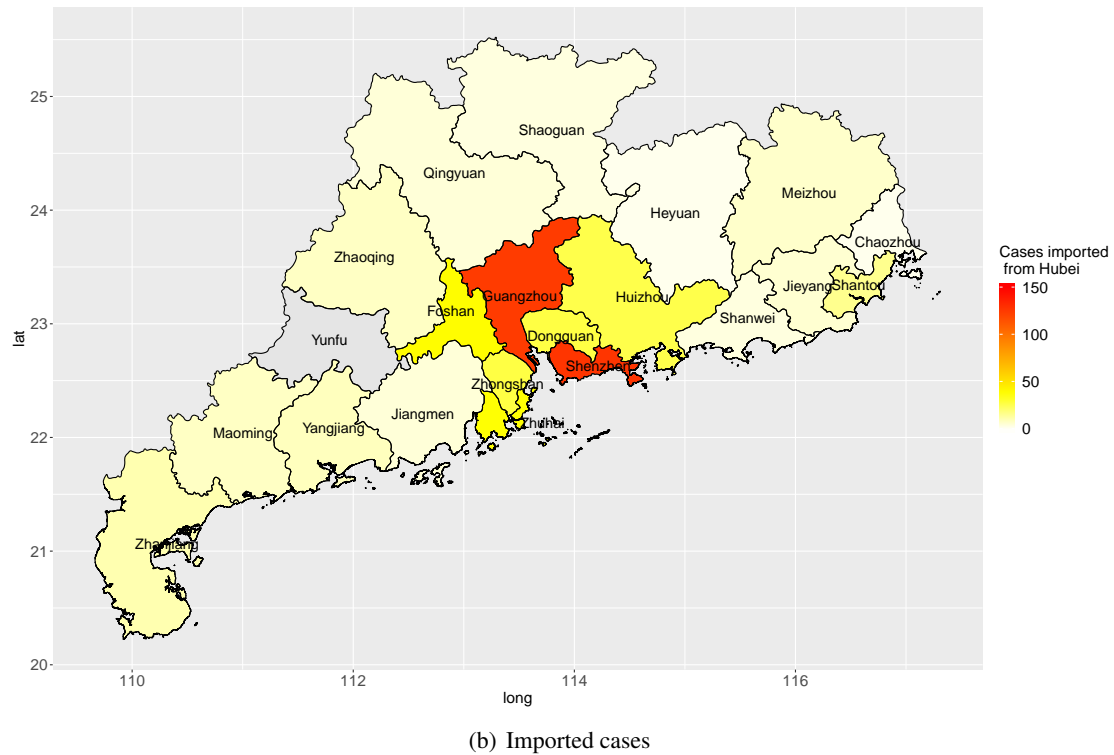 25
24
23
22
21
20
lat
110
112
114
116
long
Shaoguan
Qingyuan
Meizhou
Heyuan
Chaozhou
Zhaoqing
Jieyang
Shantou
Guangzhou
Huizhou
Foshan
Shanwei
Dongguan
Yunfu
Shenzhen
Zhongshan
Jiangmen
Zhuhai
Yangjiang
Maoming
Zhanjiang
Cases imported
from Hubei
150
100
50
0
(b) Imported cases